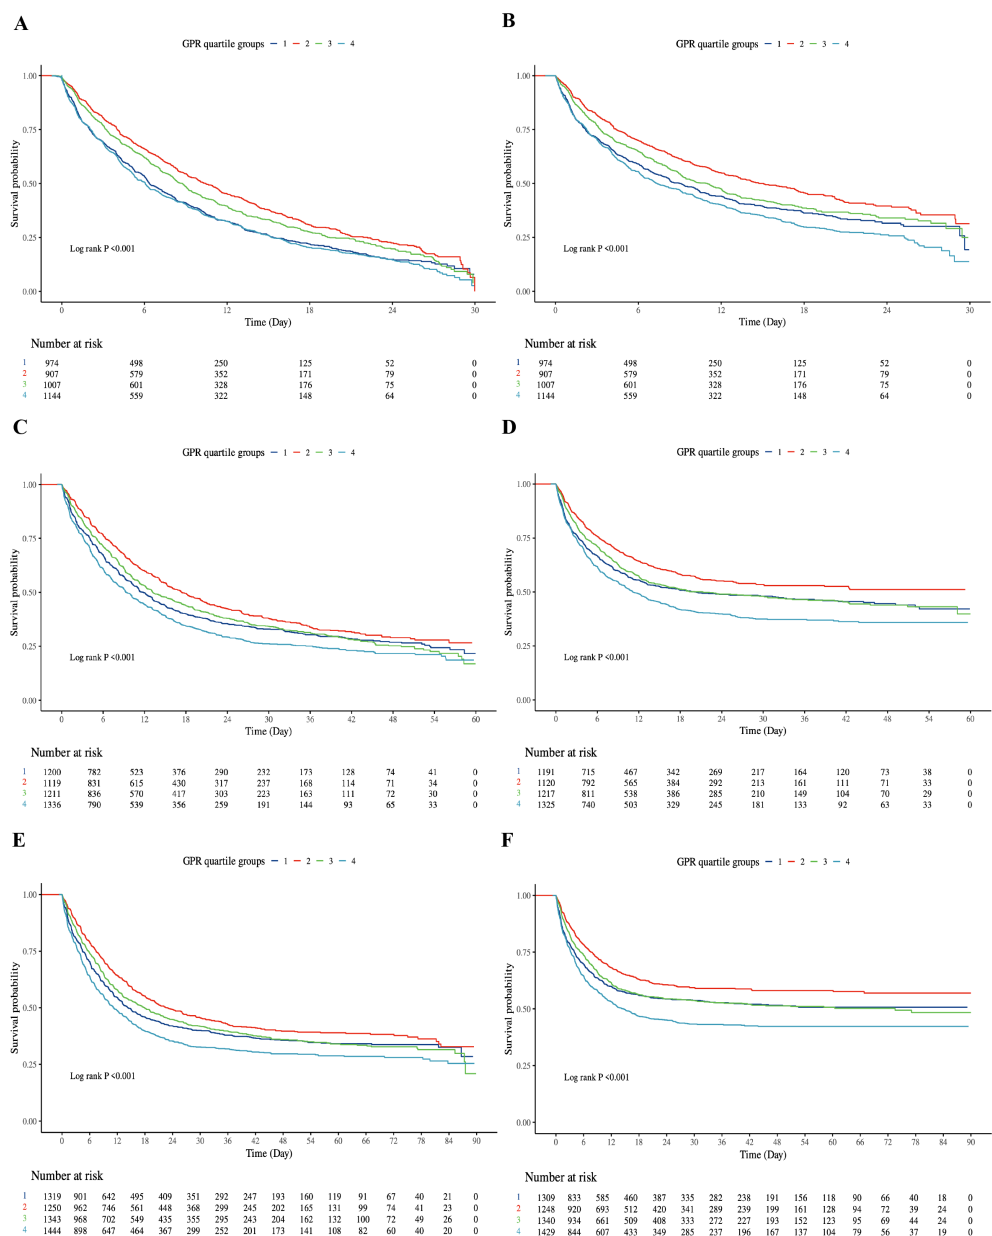 A
GPR quartile groups 1 2 3 4
Survival probability
1.00
0.75
0.50
0.25
0.00
Log rank P <0.001
0 6 12 18 24 30
Time (Day)
Number at risk
1 974 498 250 125 52 0
2 907 579 352 171 79 0
3 1007 601 328 176 75 0
4 1144 559 322 148 64 0
B
GPR quartile groups 1 2 3 4
Survival probability
1.00
0.75
0.50
0.25
0.00
Log rank P <0.001
0 6 12 18 24 30
Time (Day)
Number at risk
1 974 498 250 125 52 0
2 907 579 352 171 79 0
3 1007 601 328 176 75 0
4 1144 559 322 148 64 0
C
GPR quartile groups 1 2 3 4
Survival probability
1.00
0.75
0.50
0.25
0.00
Log rank P <0.001
0 6 12 18 24 30 36 42 48 54 60
Time (Day)
Number at risk
1 1200 782 523 376 290 232 173 128 74 41 0
2 1119 831 615 430 317 237 168 114 71 34 0
3 1211 836 570 417 303 223 163 111 72 30 0
4 1336 790 539 356 259 191 144 93 65 33 0
D
GPR quartile groups 1 2 3 4
Survival probability
1.00
0.75
0.50
0.25
0.00
Log rank P <0.001
0 6 12 18 24 30 36 42 48 54 60
Time (Day)
Number at risk
1 1191 715 467 342 269 217 164 120 73 38 0
2 1120 792 565 384 292 213 161 111 71 33 0
3 1217 811 538 386 285 210 149 104 70 29 0
4 1325 740 503 329 245 181 133 92 63 33 0
E
GPR quartile groups 1 2 3 4
Survival probability
1.00
0.75
0.50
0.25
0.00
Log rank P <0.001
0 6 12 18 24 30 36 42 48 54 60 66 72 78 84 90
Time (Day)
Number at risk
1 1319 901 642 495 409 351 292 247 193 160 119 91 67 40 21 0
2 1250 962 746 561 448 368 299 245 202 165 131 99 74 41 23 0
3 1343 968 702 549 435 355 295 243 204 162 132 100 72 49 26 0
4 1444 898 647 464 367 299 252 201 173 141 108 82 60 40 20 0
F
GPR quartile groups 1 2 3 4
Survival probability
1.00
0.75
0.50
0.25
0.00
Log rank P <0.001
0 6 12 18 24 30 36 42 48 54 60 66 72 78 84 90
Time (Day)
Number at risk
1 1309 833 585 460 387 335 282 238 191 156 118 90 66 40 18 0
2 1248 920 693 512 420 341 289 239 199 161 128 94 72 39 24 0
3 1340 934 661 509 408 333 272 227 193 152 123 95 69 44 24 0
4 1429 844 607 433 349 285 237 196 167 137 104 79 56 37 19 0